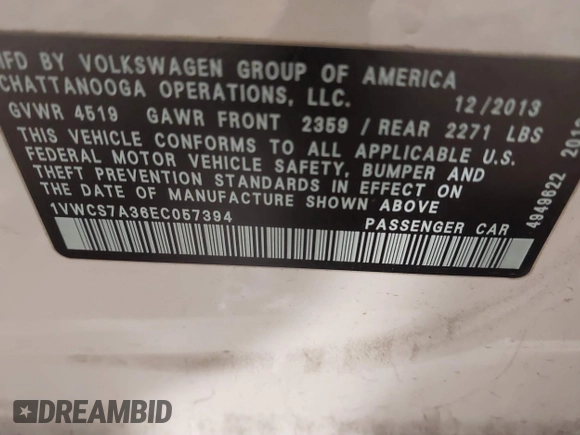 MFD BY VOLKSWAGEN GROUP OF AMERICA
CHATTANOOGA OPERATIONS, LLC. 12/2013
GVWR 4519 GAWR FRONT 2359 / REAR 2271 LBS
THIS VEHICLE CONFORMS TO ALL APPLICABLE U.S.
FEDERAL MOTOR VEHICLE SAFETY, BUMPER AND
THEFT PREVENTION STANDARDS IN EFFECT ON THE
DATE OF MANUFACTURE SHOWN ABOVE
1VWCS7A36EC057394 PASSENGER CAR
4949922
DREAMBID